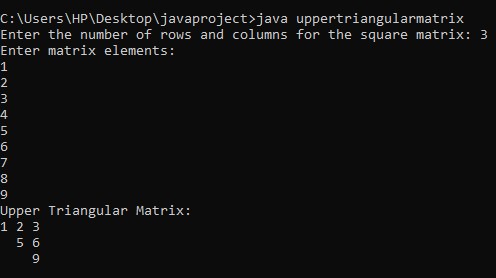 C:\Users\HP\Desktop\javaproject>java uppertriangularmatrix
Enter the number of rows and columns for the square matrix: 3
Enter matrix elements:
1
2
3
4
5
6
7
8
9
Upper Triangular Matrix:
1 2 3
  5 6
    9